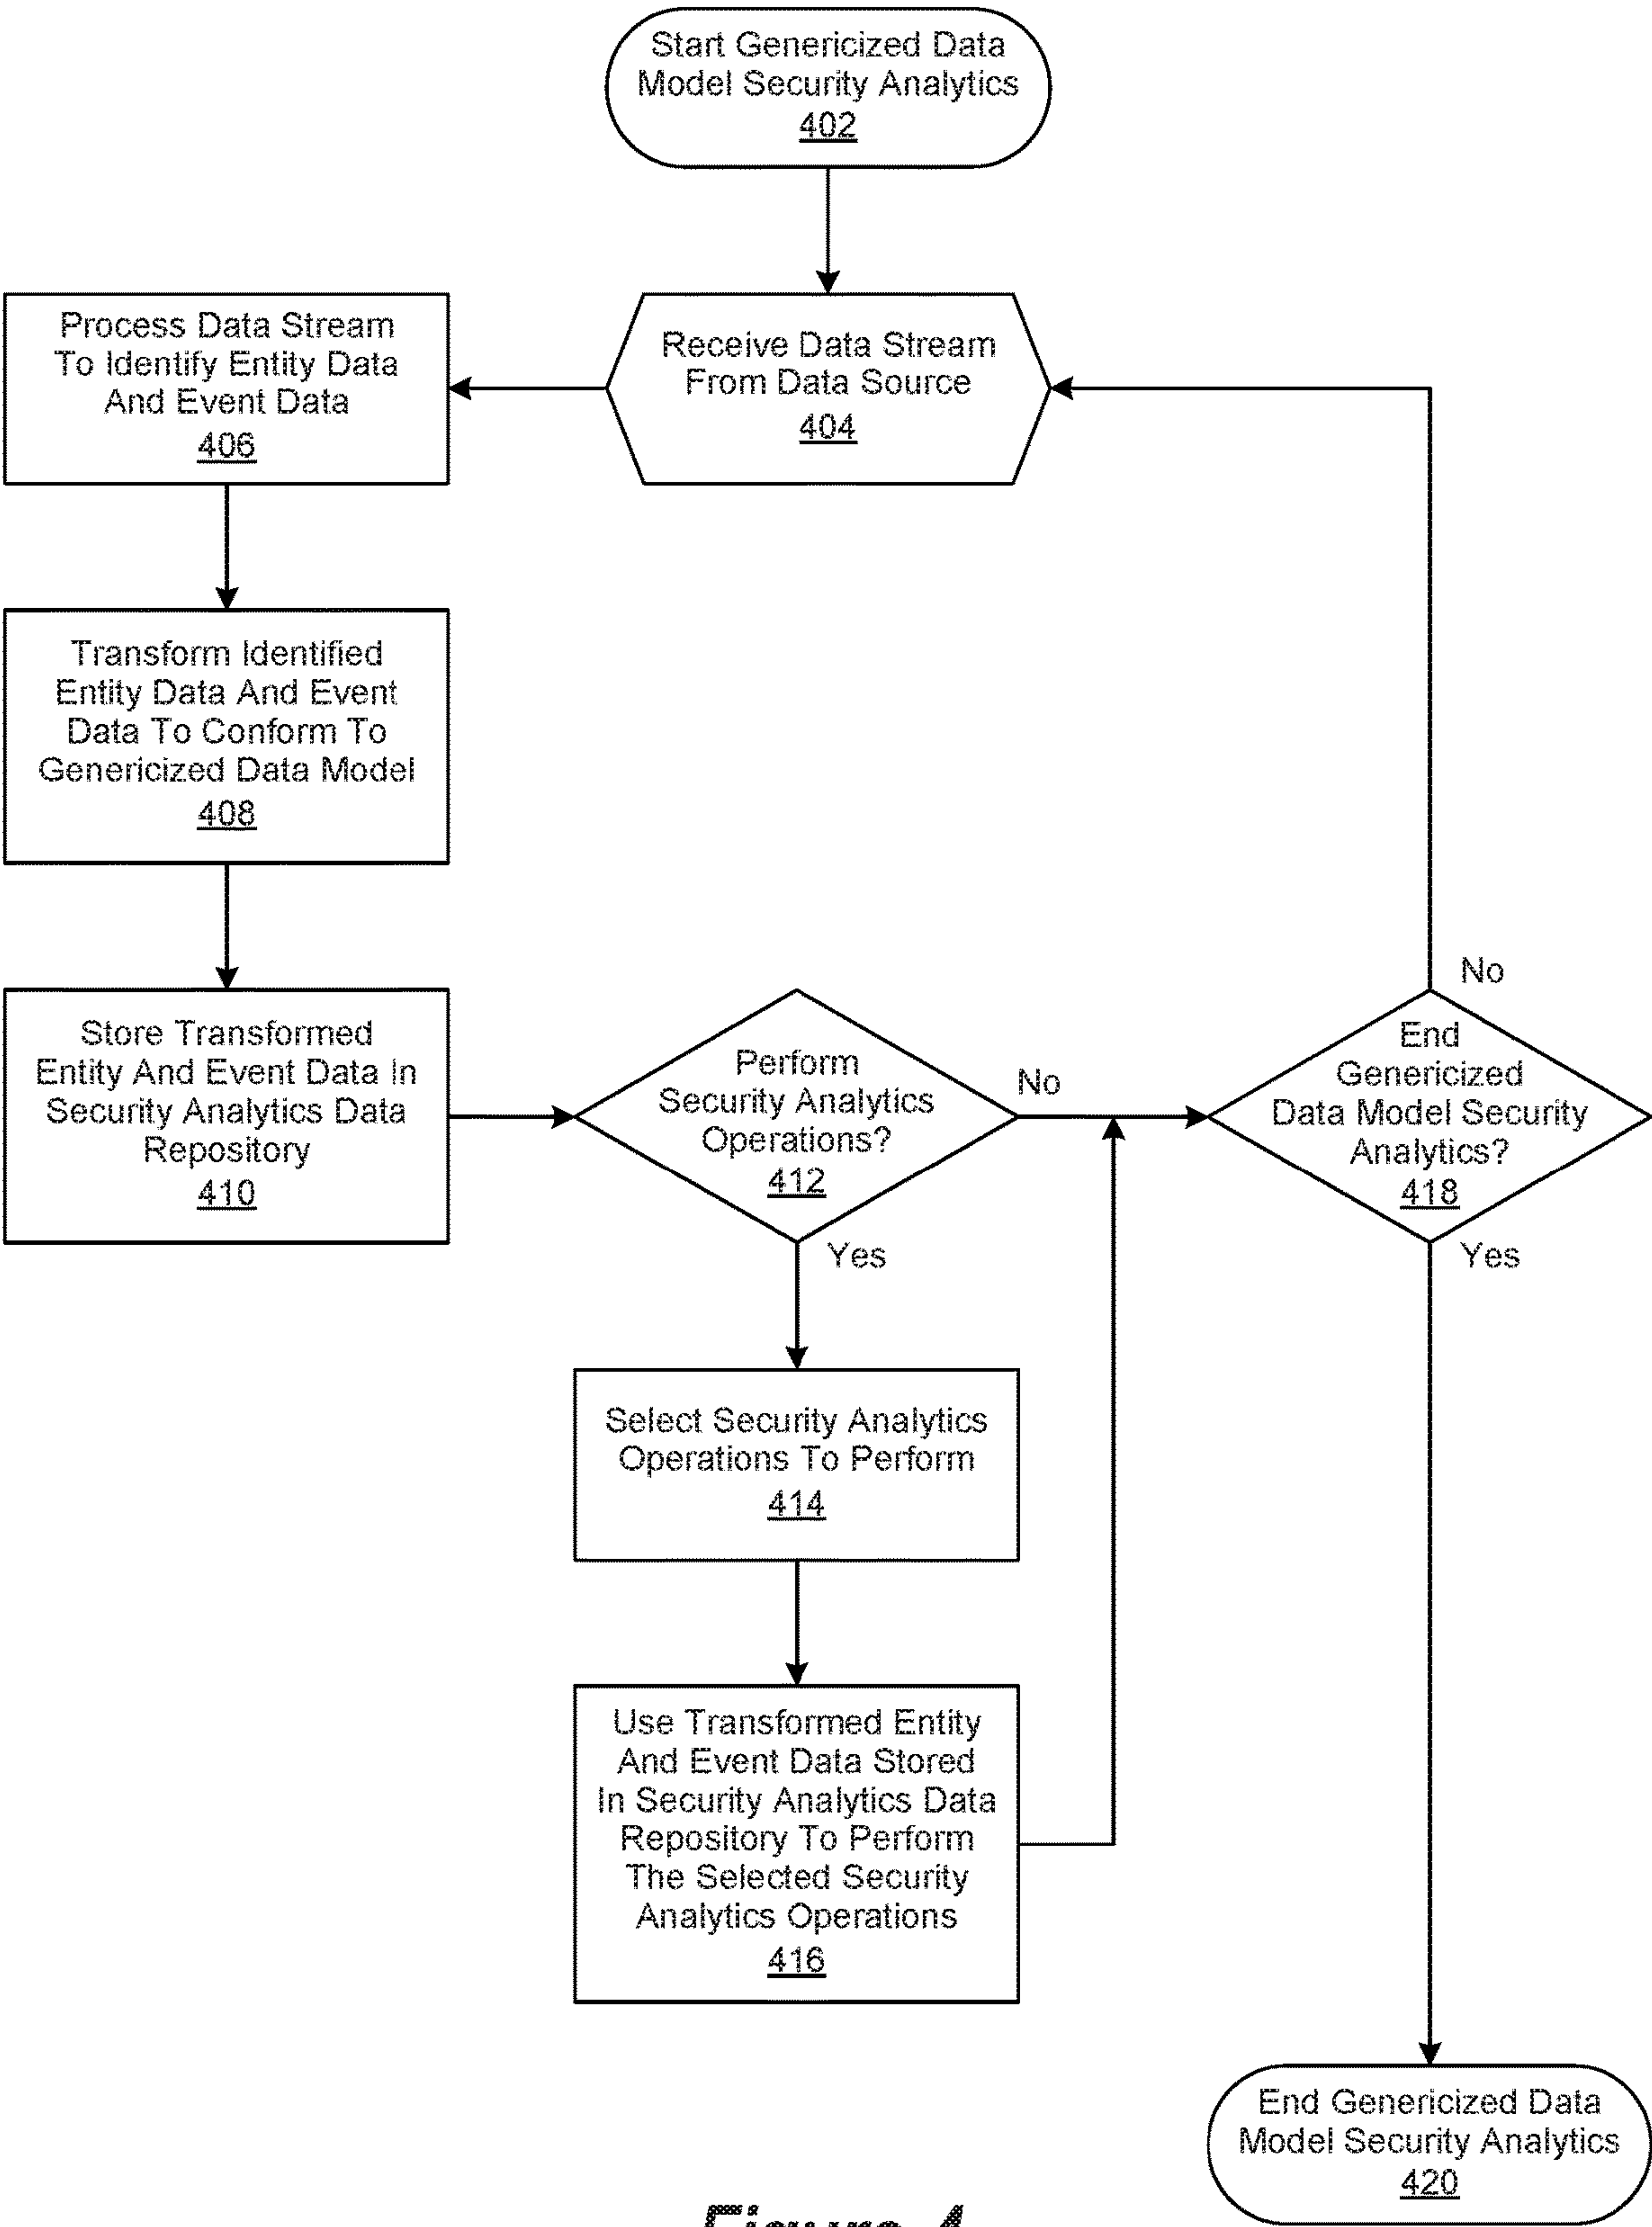 Start Genericized Data
Model Security Analytics
402
Receive Data Stream
From Data Source
404
Process Data Stream
To Identify Entity Data
And Event Data
406
Transform Identified
Entity Data And Event
Data To Conform To
Genericized Data Model
408
Store Transformed
Entity And Event Data In
Security Analytics Data
Repository
410
Perform
Security Analytics
Operations?
412
No
Yes
Select Security Analytics
Operations To Perform
414
Use Transformed Entity
And Event Data Stored
In Security Analytics Data
Repository To Perform
The Selected Security
Analytics Operations
416
No
End
Genericized
Data Model Security
Analytics?
418
Yes
End Genericized Data
Model Security Analytics
420
Figure 4